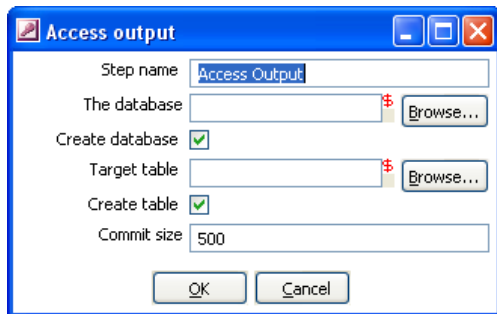 Access output
Step name Access Output
The database $ Browse...
Create database
Target table $ Browse...
Create table
Commit size 500
OK Cancel